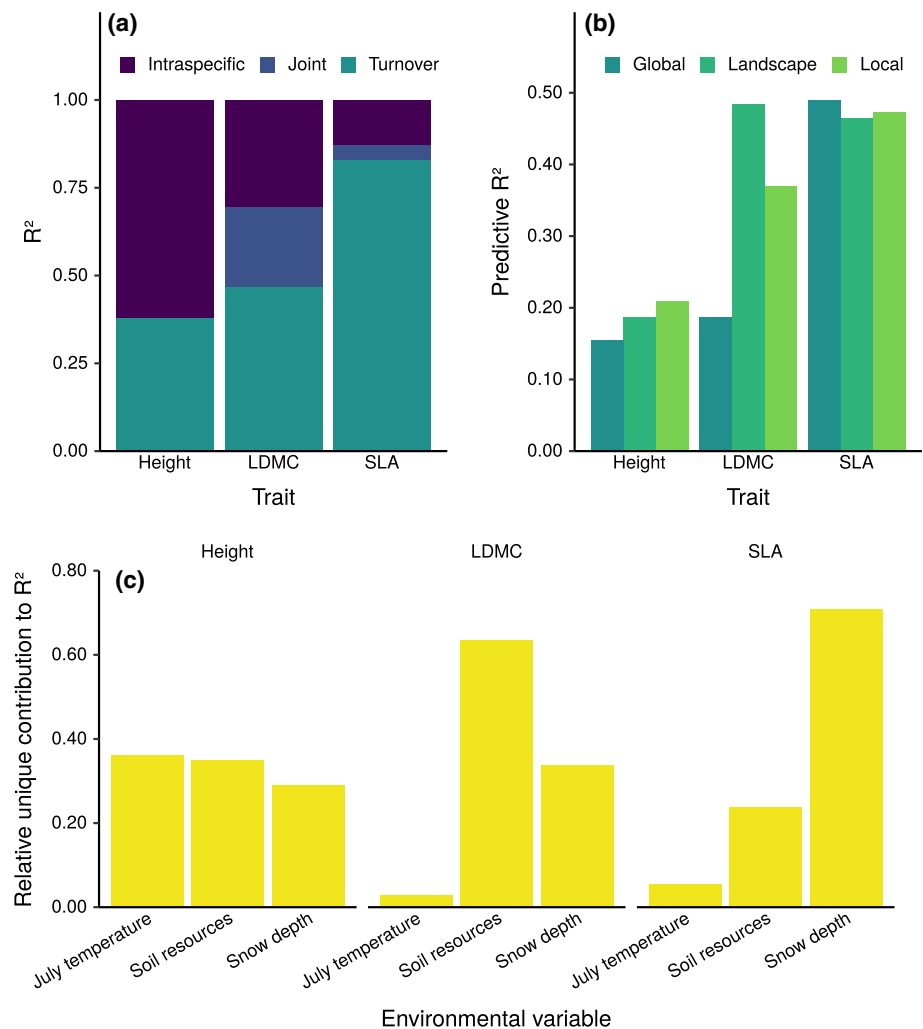 (a)
Intraspecific Joint Turnover
R²
1.00
0.75
0.50
0.25
0.00
Height LDMC SLA
Trait
(b)
Global Landscape Local
Predictive R²
0.50
0.40
0.30
0.20
0.10
0.00
Height LDMC SLA
Trait
(c)
Height LDMC SLA
Relative unique contribution to R²
0.80
0.60
0.40
0.20
0.00
July temperature Soil resources Snow depth July temperature Soil resources Snow depth July temperature Soil resources Snow depth
Environmental variable